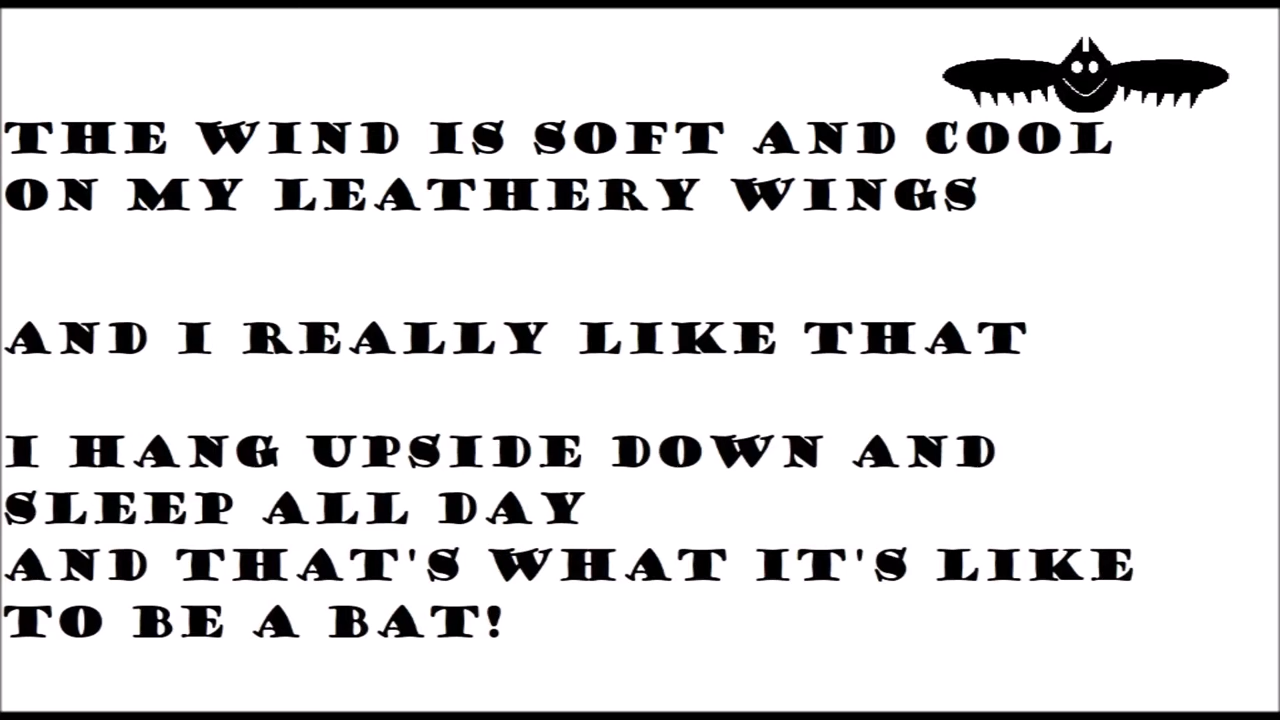 THE WIND IS SOFT AND COOL
ON MY LEATHERY WINGS
AND I REALLY LIKE THAT
I HANG UPSIDE DOWN AND
SLEEP ALL DAY
AND THAT'S WHAT IT'S LIKE
TO BE A BAT!